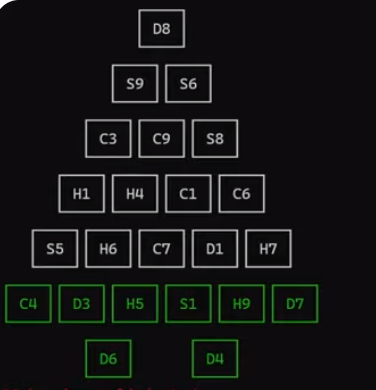 D8
S9 S6
C3 C9 S8
H1 H4 C1 C6
S5 H6 C7 D1 H7
C4 D3 H5 S1 H9 D7
D6 D4